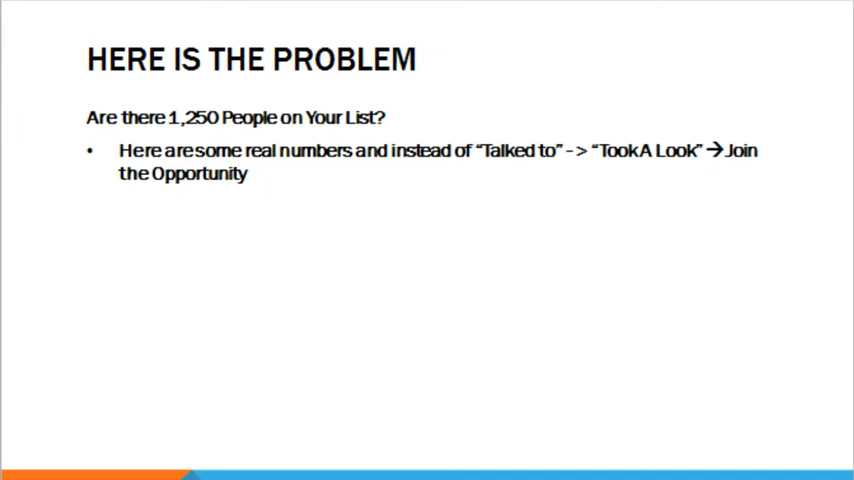 HERE IS THE PROBLEM
Are there 1,250 People on Your List?
• Here are some real numbers and instead of “Talked to” - > “Took A Look” → Join
the Opportunity